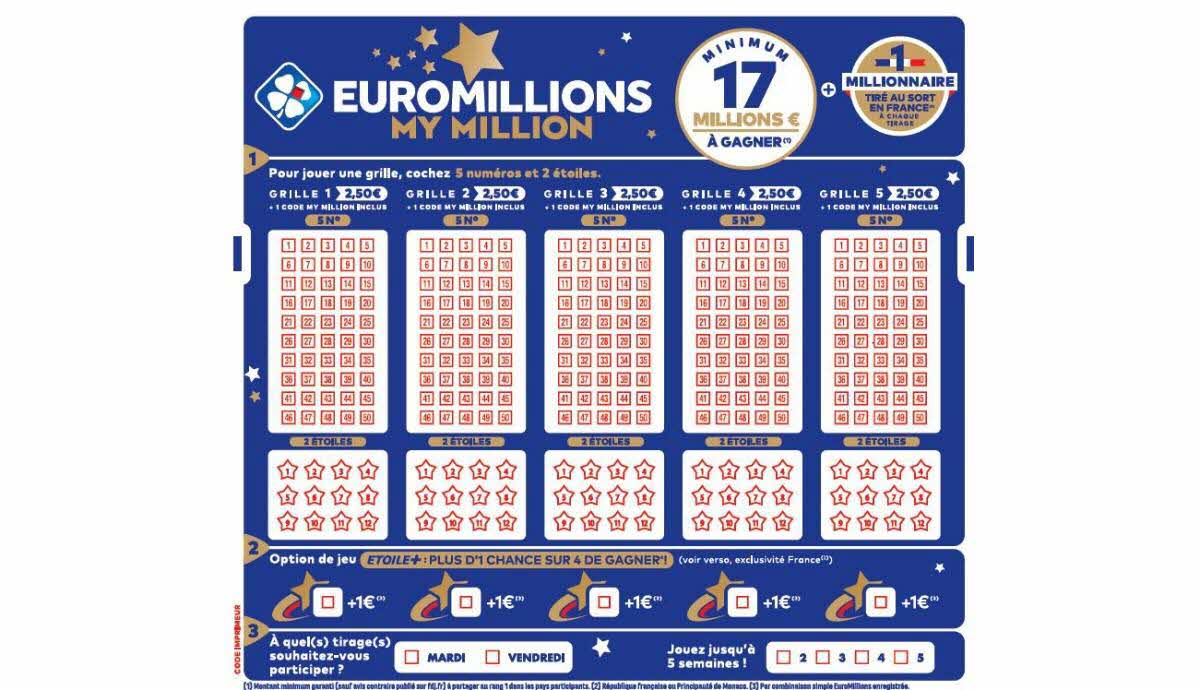 EUROMILLIONS
MY MILLION
MINIMUM
17
MILLIONS €
À GAGNER(1)
+
1
MILLIONNAIRE
TIRÉ AU SORT
EN FRANCE(2)
À CHAQUE
TIRAGE
1
Pour jouer une grille, cochez 5 numéros et 2 étoiles.
GRILLE 1 2,50€ GRILLE 2 2,50€ GRILLE 3 2,50€ GRILLE 4 2,50€ GRILLE 5 2,50€
+ 1 CODE MY MILLION INCLUS + 1 CODE MY MILLION INCLUS + 1 CODE MY MILLION INCLUS + 1 CODE MY MILLION INCLUS + 1 CODE MY MILLION INCLUS
5 N° 5 N° 5 N° 5 N° 5 N°
1 2 3 4 5 1 2 3 4 5 1 2 3 4 5 1 2 3 4 5 1 2 3 4 5
6 7 8 9 10 6 7 8 9 10 6 7 8 9 10 6 7 8 9 10 6 7 8 9 10
11 12 13 14 15 11 12 13 14 15 11 12 13 14 15 11 12 13 14 15 11 12 13 14 15
16 17 18 19 20 16 17 18 19 20 16 17 18 19 20 16 17 18 19 20 16 17 18 19 20
21 22 23 24 25 21 22 23 24 25 21 22 23 24 25 21 22 23 24 25 21 22 23 24 25
26 27 28 29 30 26 27 28 29 30 26 27 28 29 30 26 27 28 29 30 26 27 28 29 30
31 32 33 34 35 31 32 33 34 35 31 32 33 34 35 31 32 33 34 35 31 32 33 34 35
36 37 38 39 40 36 37 38 39 40 36 37 38 39 40 36 37 38 39 40 36 37 38 39 40
41 42 43 44 45 41 42 43 44 45 41 42 43 44 45 41 42 43 44 45 41 42 43 44 45
46 47 48 49 50 46 47 48 49 50 46 47 48 49 50 46 47 48 49 50 46 47 48 49 50
2 ÉTOILES 2 ÉTOILES 2 ÉTOILES 2 ÉTOILES 2 ÉTOILES
1 2 3 4 1 2 3 4 1 2 3 4 1 2 3 4 1 2 3 4
5 6 7 8 5 6 7 8 5 6 7 8 5 6 7 8 5 6 7 8
9 10 11 12 9 10 11 12 9 10 11 12 9 10 11 12 9 10 11 12
2
Option de jeu ETOILE+ : PLUS D'1 CHANCE SUR 4 DE GAGNER*! (voir verso, exclusivité France(2))
+1€(3) +1€(3) +1€(3) +1€(3) +1€(3)
CODE IMPRIMEUR
3
À quel(s) tirage(s)
souhaitez-vous
participer ?
MARDI VENDREDI
Jouez jusqu'à
5 semaines !
2 3 4 5
(1) Montant minimum garanti (sauf avis contraire publié sur fdj.fr) à partager au rang 1 dans les pays participants. (2) République française ou Principauté de Monaco. (3) Par combinaison simple EuroMillions enregistrée.